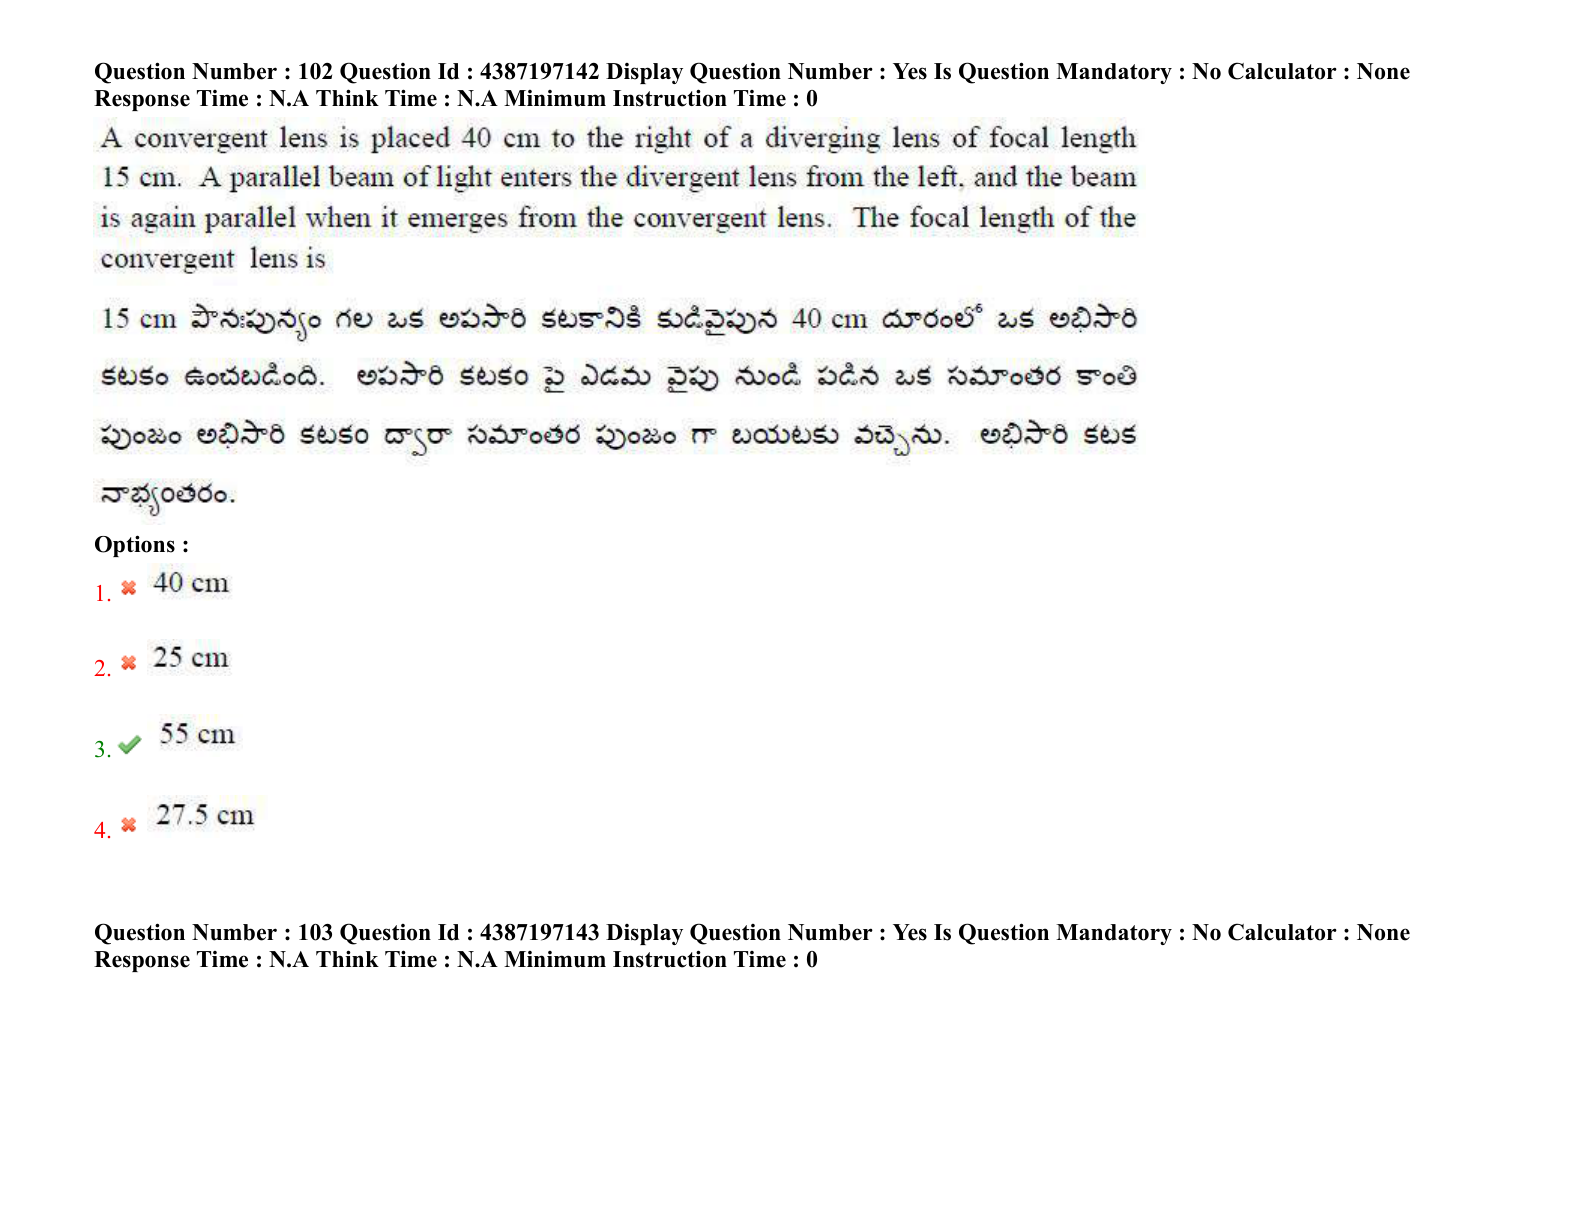 Question Number : 102 Question Id : 4387197142 Display Question Number : Yes Is Question Mandatory : No Calculator : None
Response Time : N.A Think Time : N.A Minimum Instruction Time : 0
A convergent lens is placed 40 cm to the right of a diverging lens of focal length
15 cm. A parallel beam of light enters the divergent lens from the left, and the beam
is again parallel when it emerges from the convergent lens. The focal length of the
convergent lens is
15 cm పౌనఃపున్యం గల ఒక అపసారి కటకానికి కుడివైపున 40 cm దూరంలో ఒక అభిసారి
కటకం ఉంచబడింది. అపసారి కటకం పై ఎడమ వైపు నుండి పడిన ఒక సమాంతర కాంతి
పుంజం అభిసారి కటకం ద్వారా సమాంతర పుంజం గా బయటకు వచ్చెను. అభిసారి కటక
నాభ్యంతరం.
Options :
1. 40 cm
2. 25 cm
3. 55 cm
4. 27.5 cm
Question Number : 103 Question Id : 4387197143 Display Question Number : Yes Is Question Mandatory : No Calculator : None
Response Time : N.A Think Time : N.A Minimum Instruction Time : 0